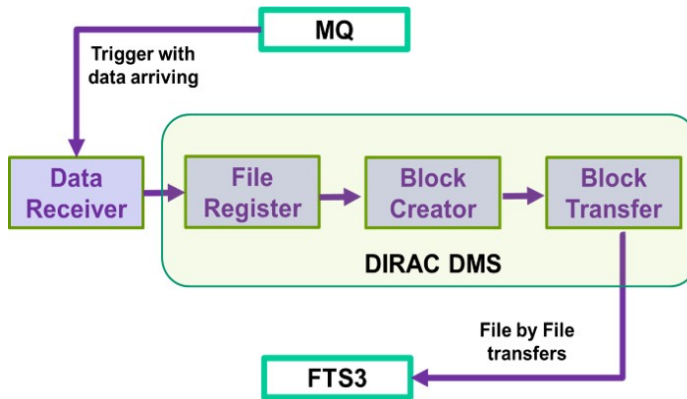 MQ
Trigger with
data arriving
Data
Receiver
File
Register
Block
Creator
Block
Transfer
DIRAC DMS
File by File
transfers
FTS3